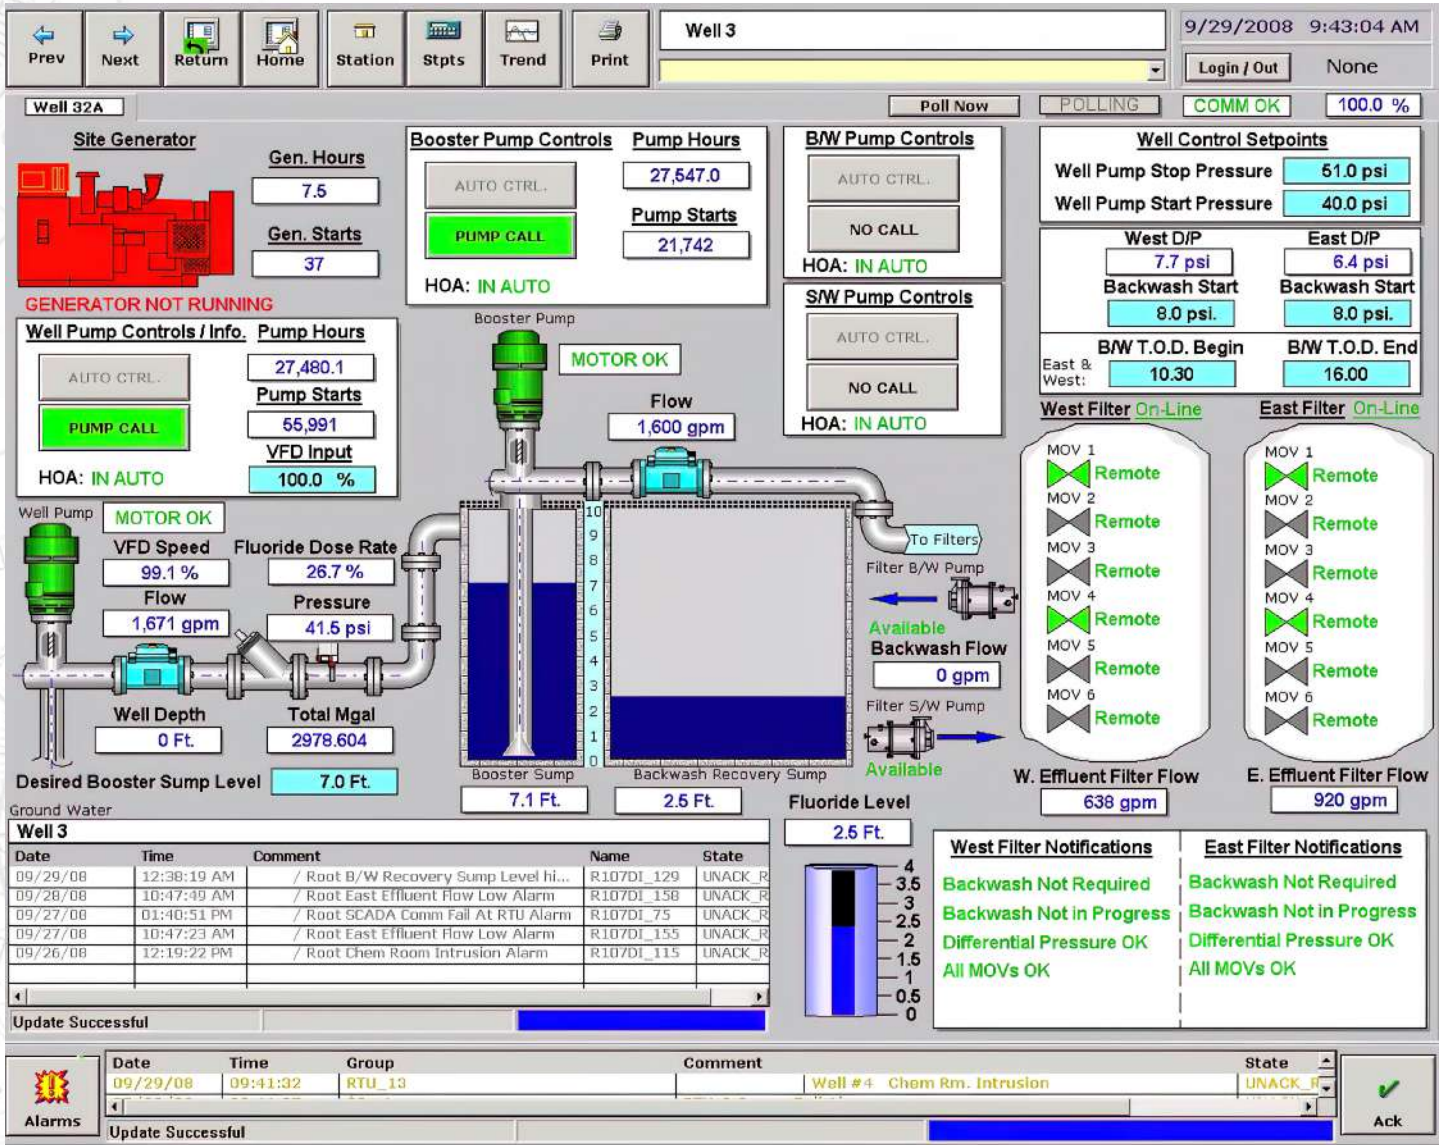 Prev
Next
Return
Home
Station
Stpts
Trend
Print
Well 3
9/29/2008 9:43:04 AM
Login / Out
None
Well 32A
Poll Now
POLLING
COMM OK
100.0 %
Site Generator
Gen. Hours
7.5
Gen. Starts
37
GENERATOR NOT RUNNING
Booster Pump Controls
Pump Hours
AUTO CTRL.
27,547.0
Pump Starts
PUMP CALL
21,742
HOA: IN AUTO
B/W Pump Controls
AUTO CTRL.
NO CALL
HOA: IN AUTO
S/W Pump Controls
AUTO CTRL.
NO CALL
HOA: IN AUTO
Well Control Setpoints
Well Pump Stop Pressure 51.0 psi
Well Pump Start Pressure 40.0 psi
West D/P
East D/P
7.7 psi
6.4 psi
Backwash Start
Backwash Start
8.0 psi.
8.0 psi.
B/W T.O.D. Begin
B/W T.O.D. End
East &
West:
10.30
16.00
Well Pump Controls / Info.
Pump Hours
AUTO CTRL.
27,480.1
Pump Starts
PUMP CALL
55,991
VFD Input
HOA: IN AUTO
100.0 %
Booster Pump
MOTOR OK
Flow
1,600 gpm
Well Pump
MOTOR OK
VFD Speed
Fluoride Dose Rate
99.1 %
26.7 %
Flow
Pressure
1,671 gpm
41.5 psi
Well Depth
Total Mgal
0 Ft.
2978.604
Desired Booster Sump Level
7.0 Ft.
Ground Water
10
9
8
7
6
5
4
3
2
1
0
Booster Sump
Backwash Recovery Sump
7.1 Ft.
2.5 Ft.
To Filters
Filter B/W Pump
Available
Backwash Flow
0 gpm
Filter S/W Pump
Available
West Filter On-Line
East Filter On-Line
MOV 1
Remote
MOV 2
Remote
MOV 3
Remote
MOV 4
Remote
MOV 5
Remote
MOV 6
Remote
MOV 1
Remote
MOV 2
Remote
MOV 3
Remote
MOV 4
Remote
MOV 5
Remote
MOV 6
Remote
W. Effluent Filter Flow
638 gpm
E. Effluent Filter Flow
920 gpm
Fluoride Level
2.5 Ft.
4
3.5
3
2.5
2
1.5
1
0.5
0
Well 3
Date Time Comment Name State
09/29/08 12:38:19 AM / Root B/W Recovery Sump Level hi... R107DI_129 UNACK_R
09/28/08 10:47:49 AM / Root East Effluent Flow Low Alarm R107DI_158 UNACK_R
09/27/08 01:40:51 PM / Root SCADA Comm Fail At RTU Alarm R107DI_75 UNACK_R
09/27/08 10:47:23 AM / Root East Effluent Flow Low Alarm R107DI_155 UNACK_R
09/26/08 12:19:22 PM / Root Chem Room Intrusion Alarm R107DI_115 UNACK_R
Update Successful
West Filter Notifications
Backwash Not Required
Backwash Not in Progress
Differential Pressure OK
All MOVs OK
East Filter Notifications
Backwash Not Required
Backwash Not in Progress
Differential Pressure OK
All MOVs OK
Alarms
Date Time Group Comment State
09/29/08 09:41:32 RTU_13 Well #4 Chem Rm. Intrusion UNACK_R
Update Successful
Ack